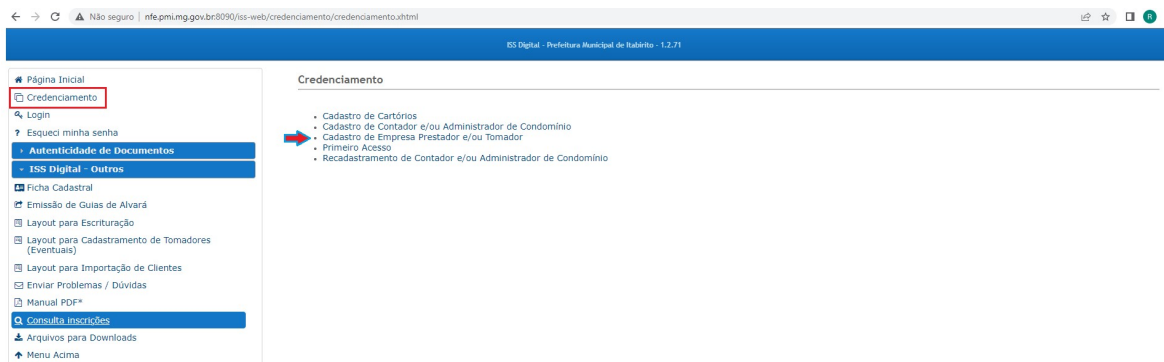 Não seguro | nfe.pmi.mg.gov.br:8090/iss-web/credenciamento/credenciamento.xhtml
R
ISS Digital - Prefeitura Municipal de Itabirito - 1.2.71
Página Inicial
Credenciamento
Login
? Esqueci minha senha
Autenticidade de Documentos
ISS Digital - Outros
Ficha Cadastral
Emissão de Guias de Alvará
Layout para Escrituração
Layout para Cadastramento de Tomadores
(Eventuais)
Layout para Importação de Clientes
Enviar Problemas / Dúvidas
Manual PDF*
Consulta inscrições
Arquivos para Downloads
Menu Acima
Credenciamento
Cadastro de Cartórios
Cadastro de Contador e/ou Administrador de Condomínio
Cadastro de Empresa Prestador e/ou Tomador
Primeiro Acesso
Recadastramento de Contador e/ou Administrador de Condomínio